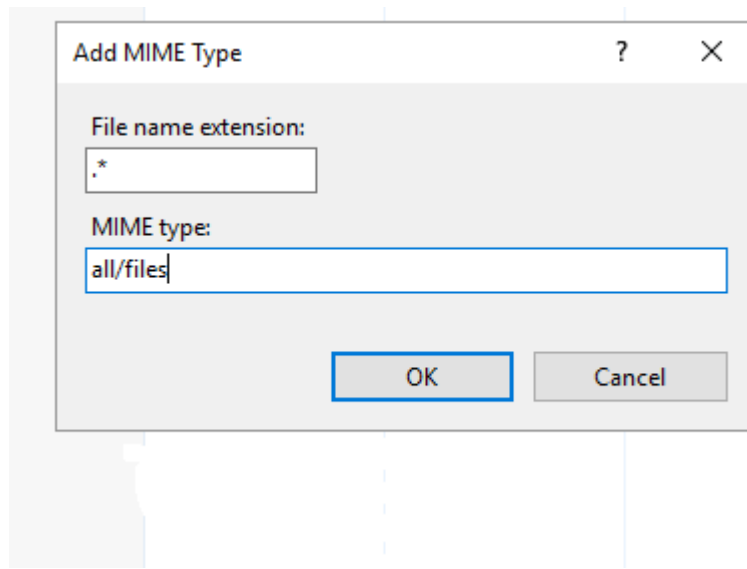 Add MIME Type ?
File name extension:
.*
MIME type:
all/files
OK Cancel